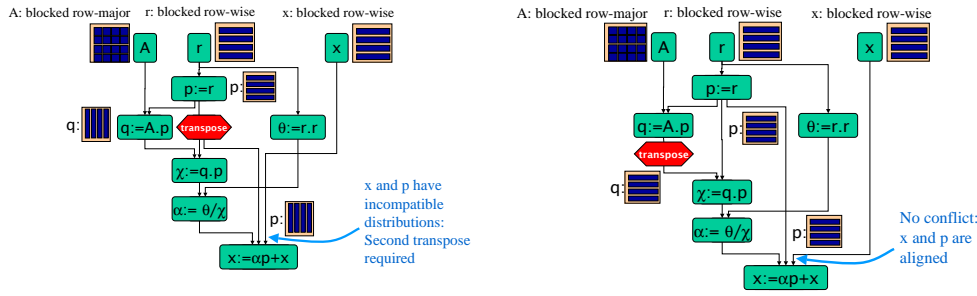 A: blocked row-major
r: blocked row-wise
x: blocked row-wise
A
r
x
p:=r
p:
q:
q:=A.p
transpose
θ:=r.r
χ:=q.p
α:= θ/χ
p:
x:=αp+x
x and p have
incompatible
distributions:
Second transpose
required
A: blocked row-major
r: blocked row-wise
x: blocked row-wise
A
r
x
p:=r
q:=A.p
p:
θ:=r.r
transpose
q:
χ:=q.p
α:= θ/χ
p:
x:=αp+x
No conflict:
x and p are
aligned